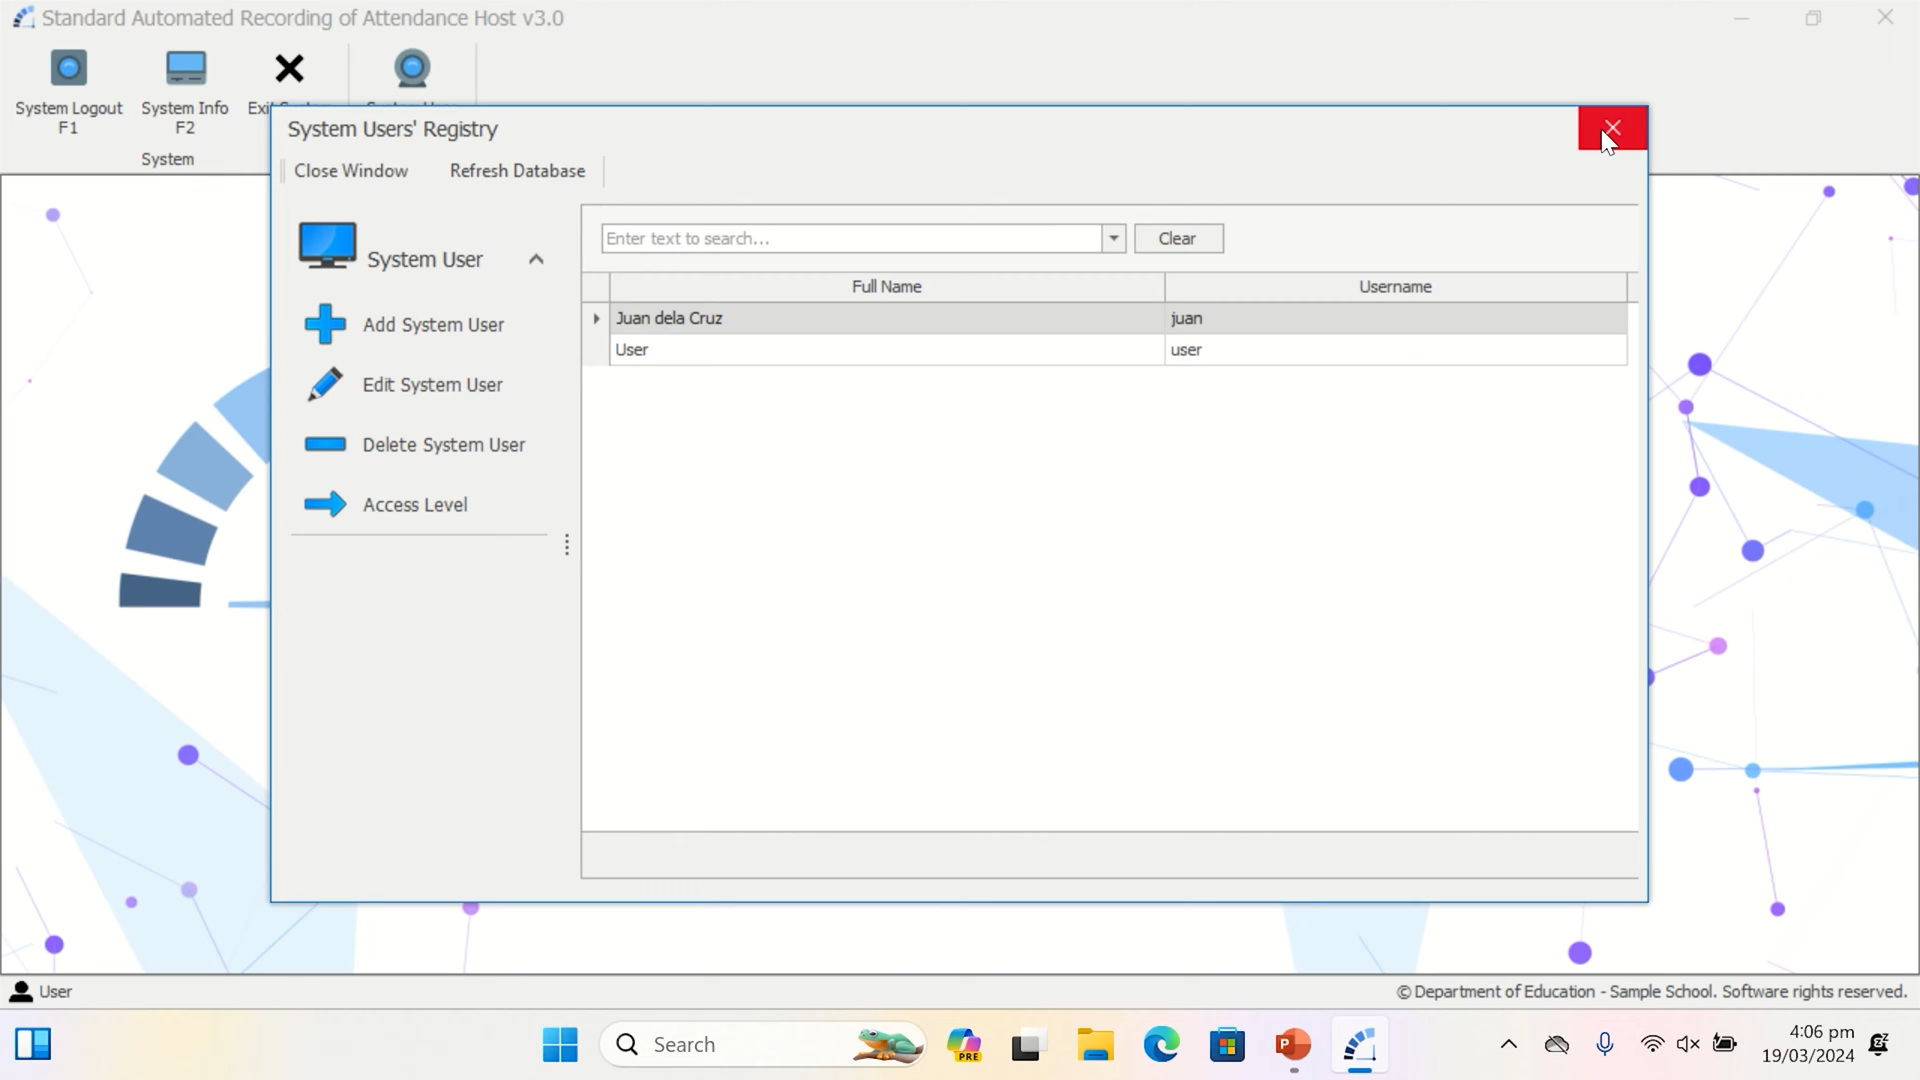 Standard Automated Recording of Attendance Host v3.0
System Logout
F1
System Info
F2
System
System Users' Registry
Close Window
Refresh Database
System User
Add System User
Edit System User
Delete System User
Access Level
Enter text to search...
Clear
Full Name
Username
Juan dela Cruz
juan
User
user
User
© Department of Education - Sample School. Software rights reserved.
Search
PRE
4:06 pm
19/03/2024